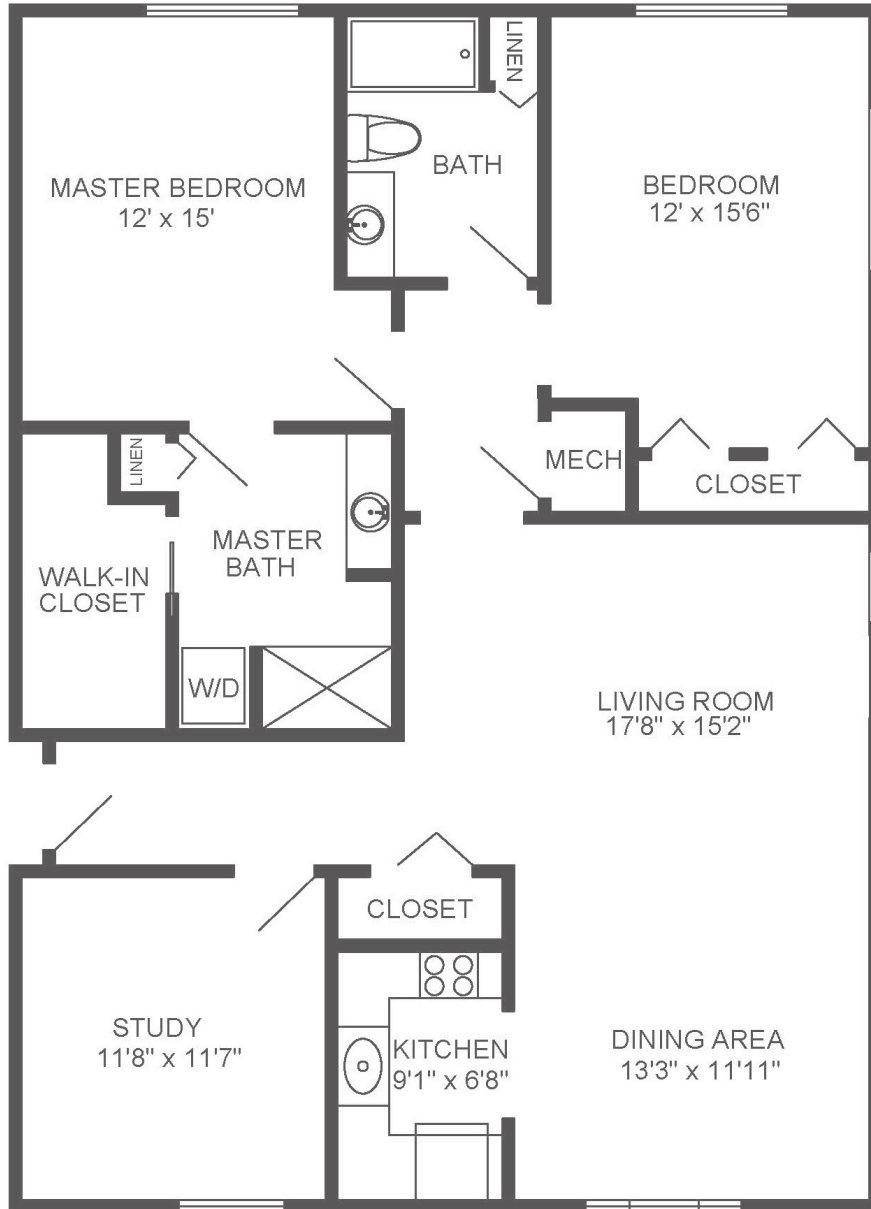 LINEN
MASTER BEDROOM
12' x 15'
BATH
BEDROOM
12' x 15'6"
LINEN
MECH
CLOSET
MASTER
BATH
WALK-IN
CLOSET
W/D
LIVING ROOM
17'8" x 15'2"
CLOSET
STUDY
11'8" x 11'7"
KITCHEN
9'1" x 6'8"
DINING AREA
13'3" x 11'11"